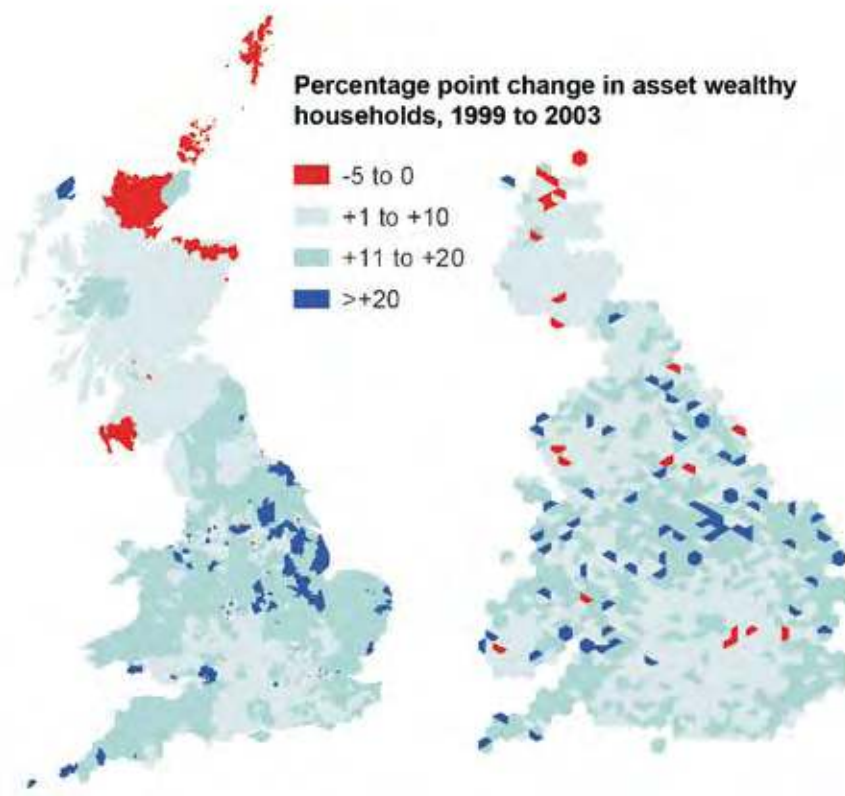 Percentage point change in asset wealthy
households, 1999 to 2003
-5 to 0
+1 to +10
+11 to +20
>+20